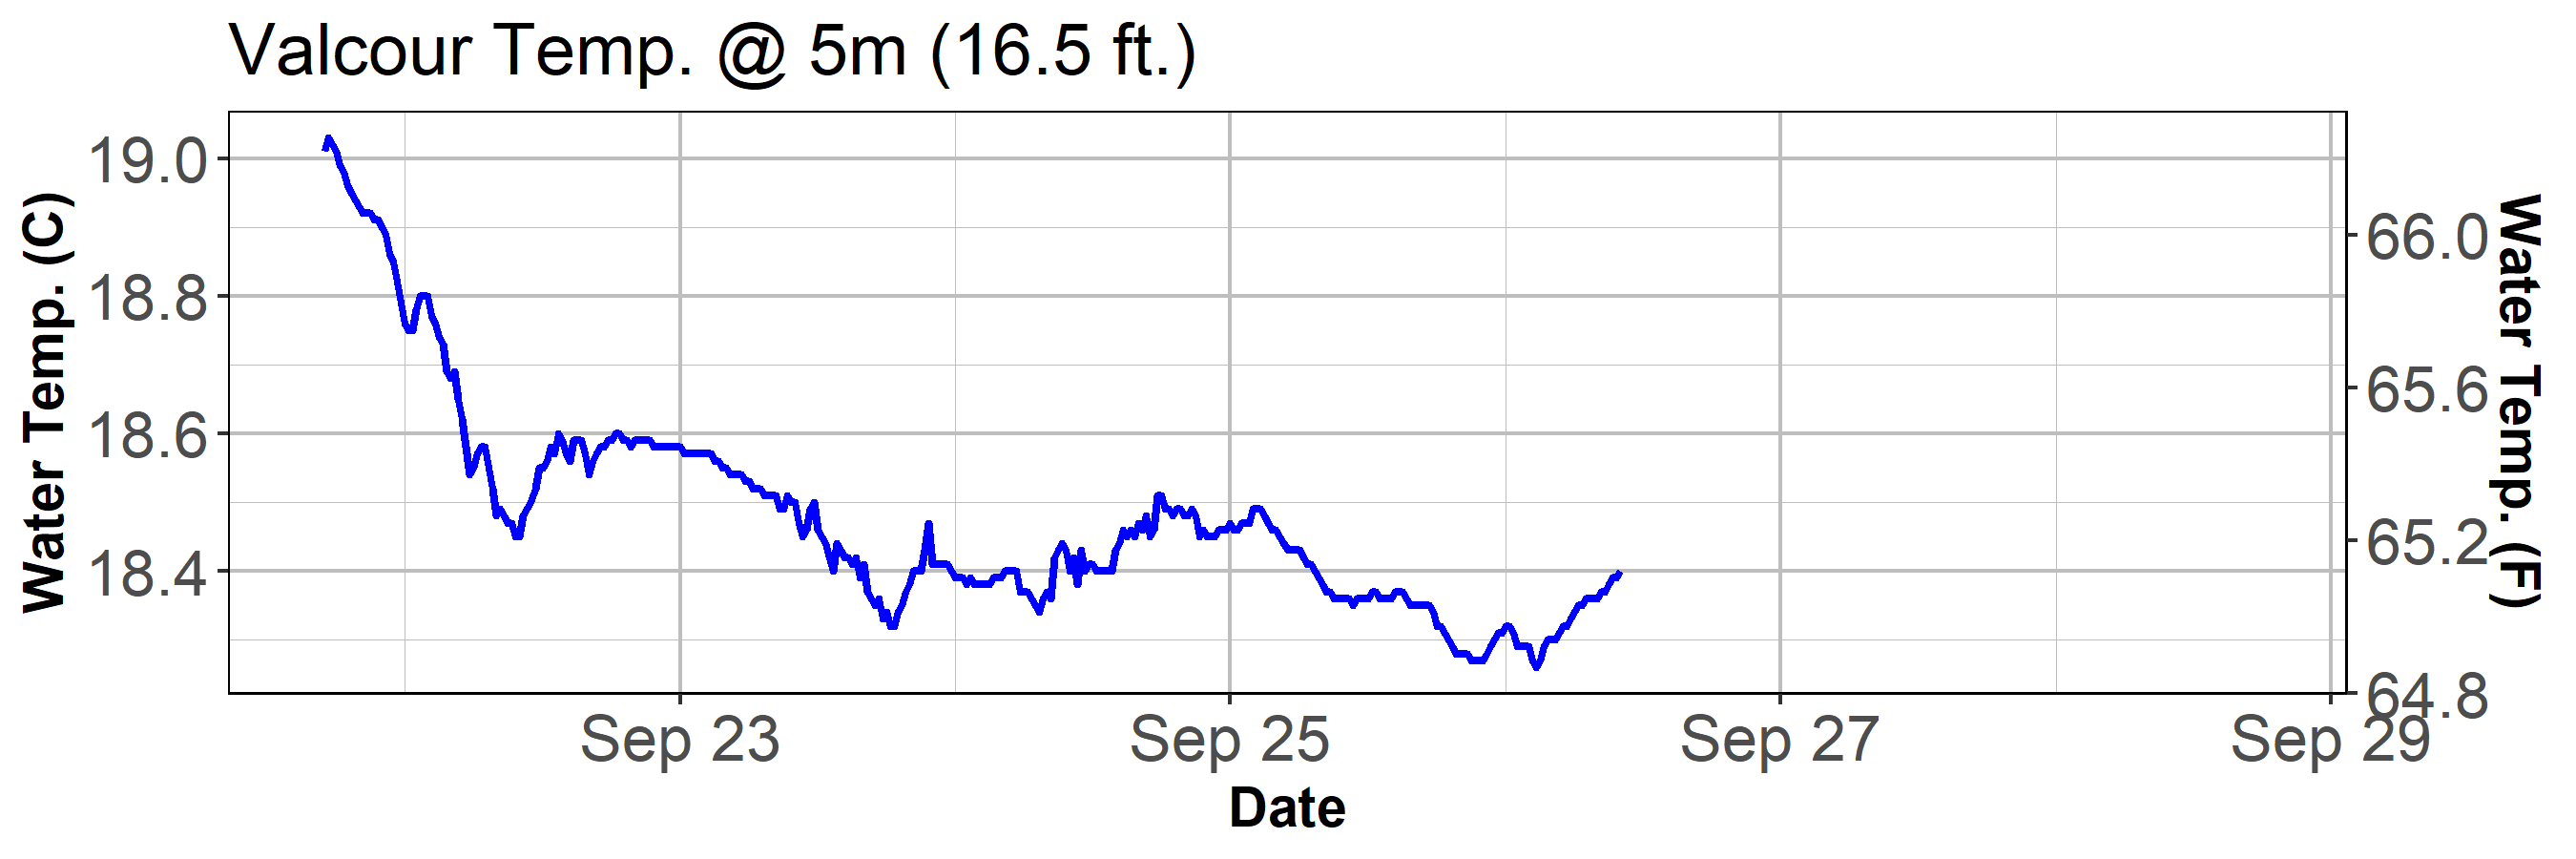 Valcour Temp. @ 5m (16.5 ft.)
Water Temp. (C)
19.0
18.8
18.6
18.4
66.0
65.6
65.2
64.8
Water Temp. (F)
Sep 23
Sep 25
Sep 27
Sep 29
Date